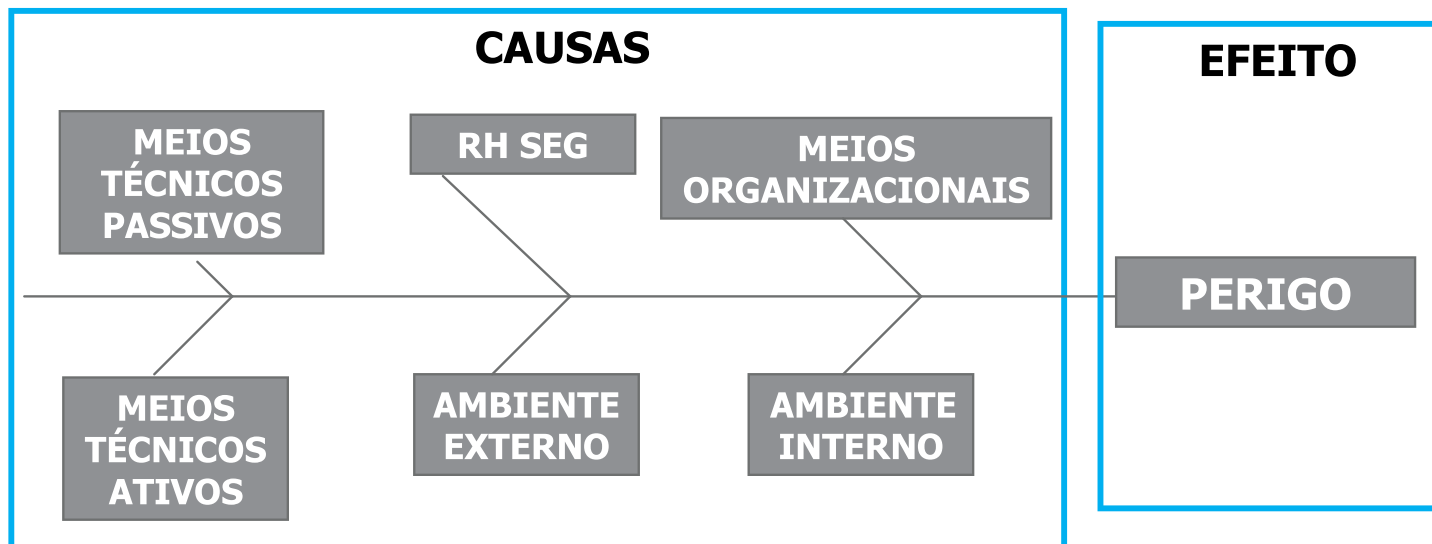 CAUSAS
EFEITO
MEIOS
TÉCNICOS
PASSIVOS
RH SEG
MEIOS
ORGANIZACIONAIS
PERIGO
MEIOS
TÉCNICOS
ATIVOS
AMBIENTE
EXTERNO
AMBIENTE
INTERNO